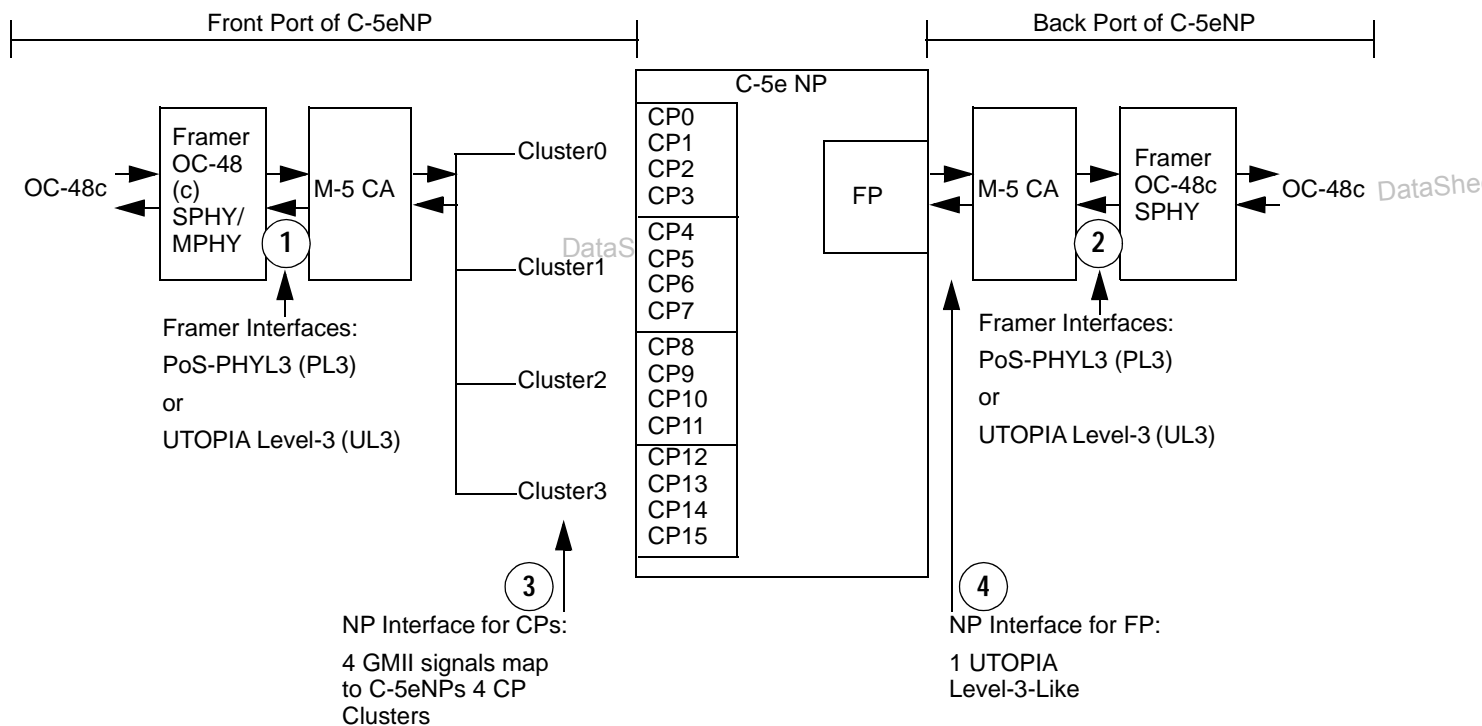 Front Port of C-5eNP
Back Port of C-5eNP
C-5e NP
OC-48c
Framer
OC-48
(c)
SPHY/
MPHY
M-5 CA
Cluster0
Cluster1
Cluster2
Cluster3
CP0
CP1
CP2
CP3
CP4
CP5
CP6
CP7
CP8
CP9
CP10
CP11
CP12
CP13
CP14
CP15
FP
M-5 CA
Framer
OC-48c
SPHY
OC-48c
DataShe
DataS
1
Framer Interfaces:
PoS-PHYL3 (PL3)
or
UTOPIA Level-3 (UL3)
2
Framer Interfaces:
PoS-PHYL3 (PL3)
or
UTOPIA Level-3 (UL3)
3
NP Interface for CPs:
4 GMII signals map
to C-5eNPs 4 CP
Clusters
4
NP Interface for FP:
1 UTOPIA
Level-3-Like